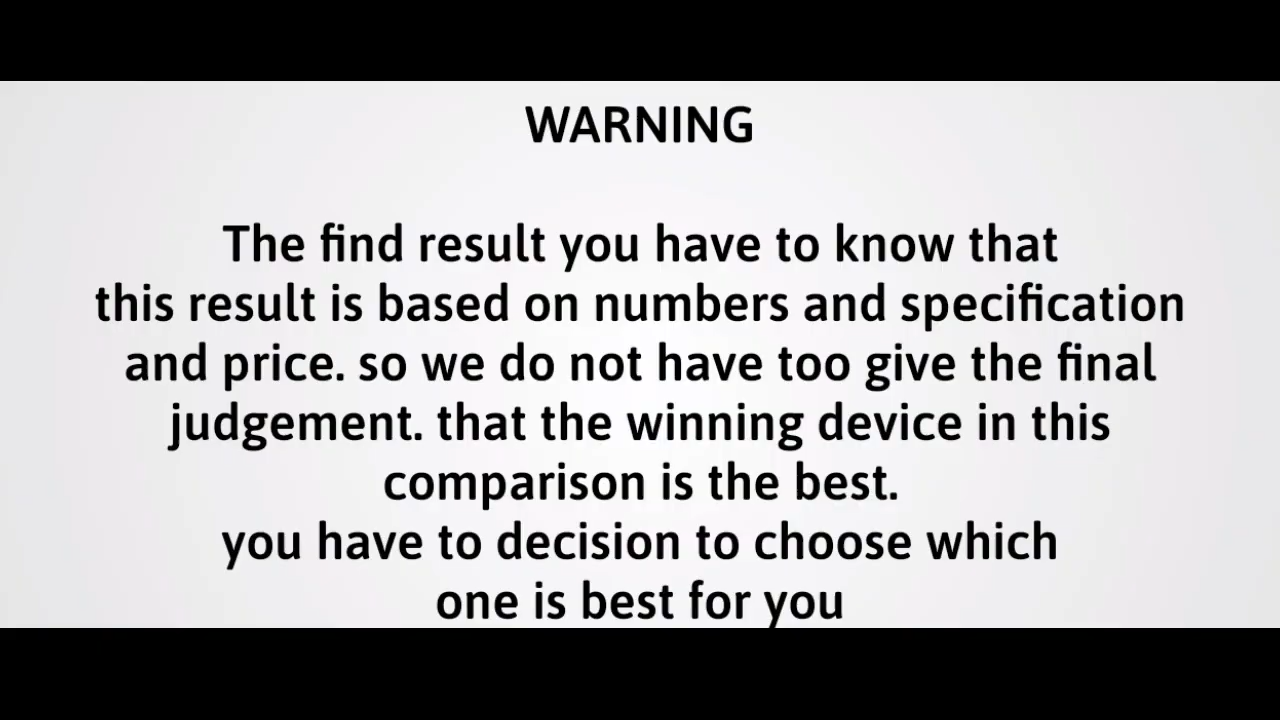 WARNING
The find result you have to know that
this result is based on numbers and specification
and price. so we do not have too give the final
judgement. that the winning device in this
comparison is the best.
you have to decision to choose which
one is best for you